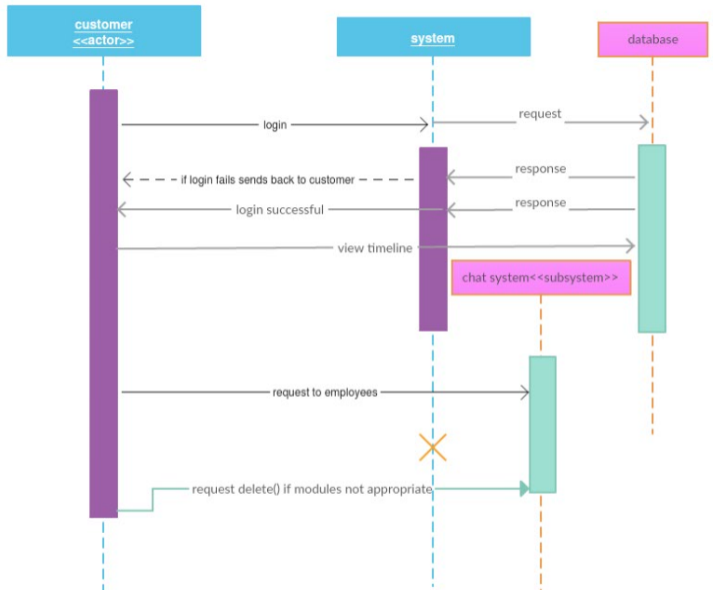 customer
<<actor>>
system
database
login
request
if login fails sends back to customer
response
login successful
response
view timeline
chat system<<subsystem>>
request to employees
request delete() if modules not appropriate